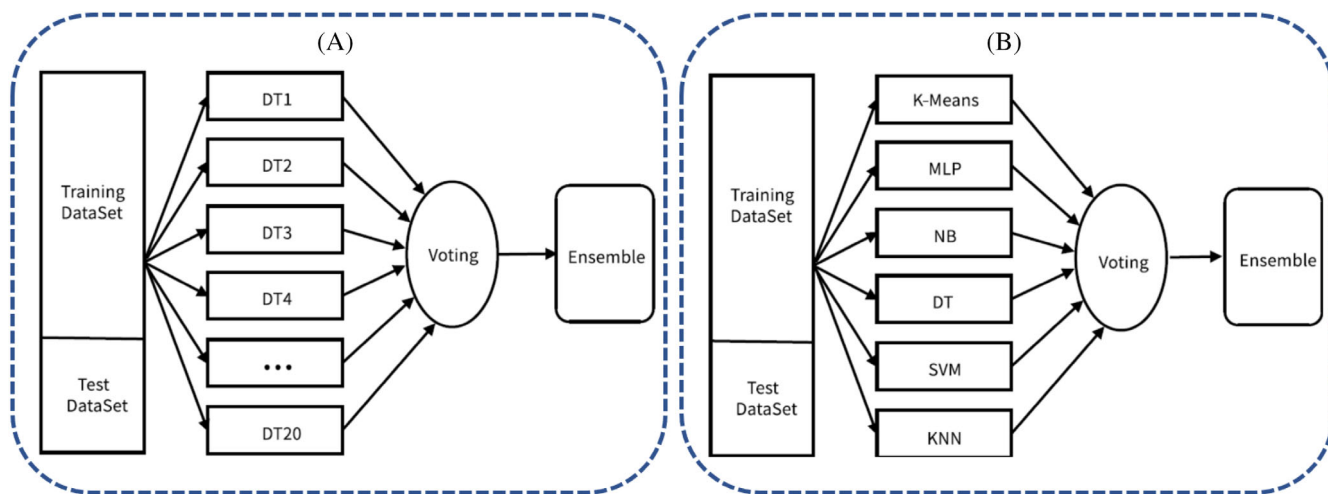 (A)
Training
DataSet
Test
DataSet
DT1
DT2
DT3
DT4
...
DT20
Voting
Ensemble
(B)
Training
DataSet
Test
DataSet
K-Means
MLP
NB
DT
SVM
KNN
Voting
Ensemble